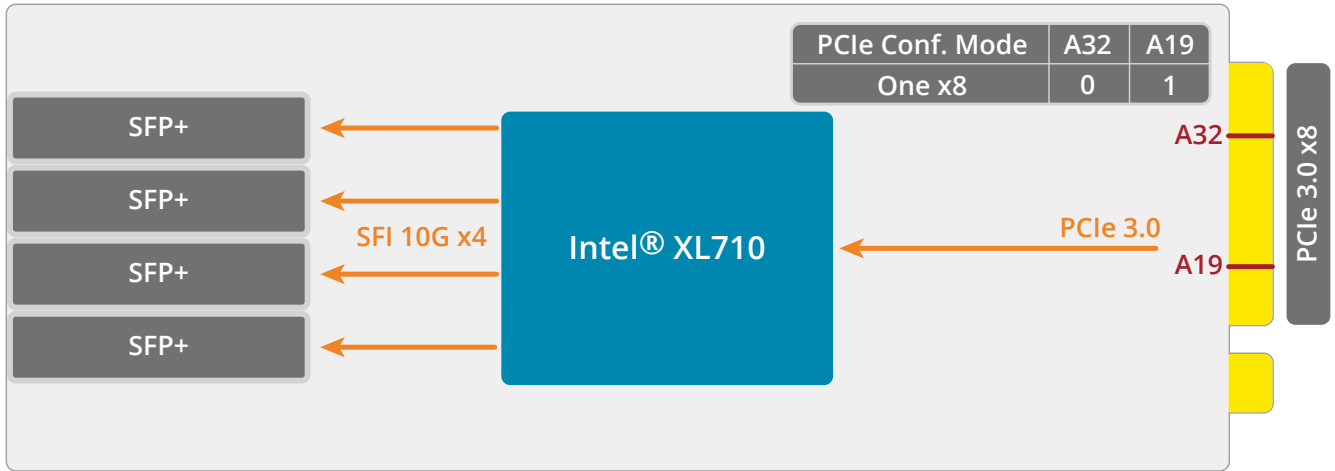 PCIe Conf. Mode A32 A19
One x8 0 1
SFP+
SFP+
SFP+
SFP+
SFI 10G x4
Intel® XL710
PCIe 3.0
A32
A19
PCIe 3.0 x8